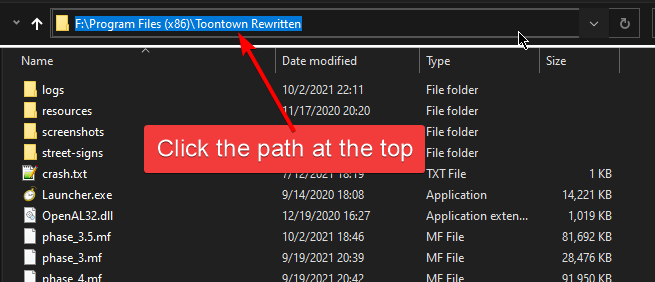 F:\Program Files (x86)\Toontown Rewritten
Name Date modified Type Size
logs 10/2/2021 22:11 File folder
resources 11/17/2020 20:20 File folder
screenshots File folder
street-signs File folder
Click the path at the top
crash.txt 7/12/2021 18:19 TXT File 1 KB
Launcher.exe 9/14/2020 18:08 Application 14,221 KB
OpenAL32.dll 12/19/2020 16:27 Application exten... 1,019 KB
phase_3.5.mf 10/2/2021 18:46 MF File 81,692 KB
phase_3.mf 9/19/2021 20:39 MF File 28,476 KB
phase_4.mf 9/19/2021 20:42 MF File 91,950 KB